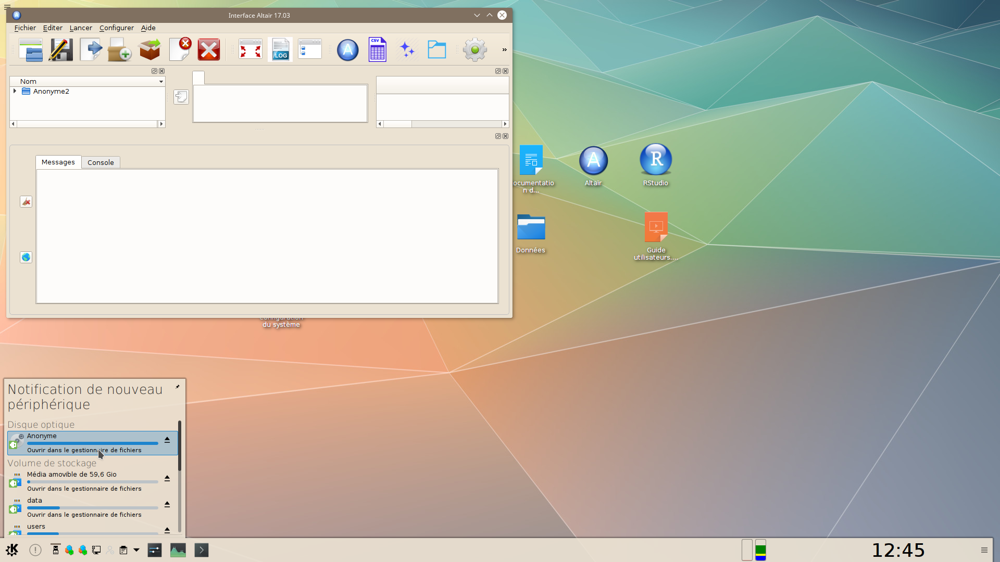 Interface Altaïr 17.03
Fichier Editer Lancer Configurer Aide
LOG
A
CSV
»
Nom
Anonyme2
Messages Console
ocumentatio
n d...
A
Altaïr
R
RStudio
Données
Guide
utilisateurs....
configuration
du système
Notification de nouveau
périphérique
Disque optique
Anonyme
Ouvrir dans le gestionnaire de fichiers
Volume de stockage
Média amovible de 59,6 Gio
Ouvrir dans le gestionnaire de fichiers
data
Ouvrir dans le gestionnaire de fichiers
users
12:45